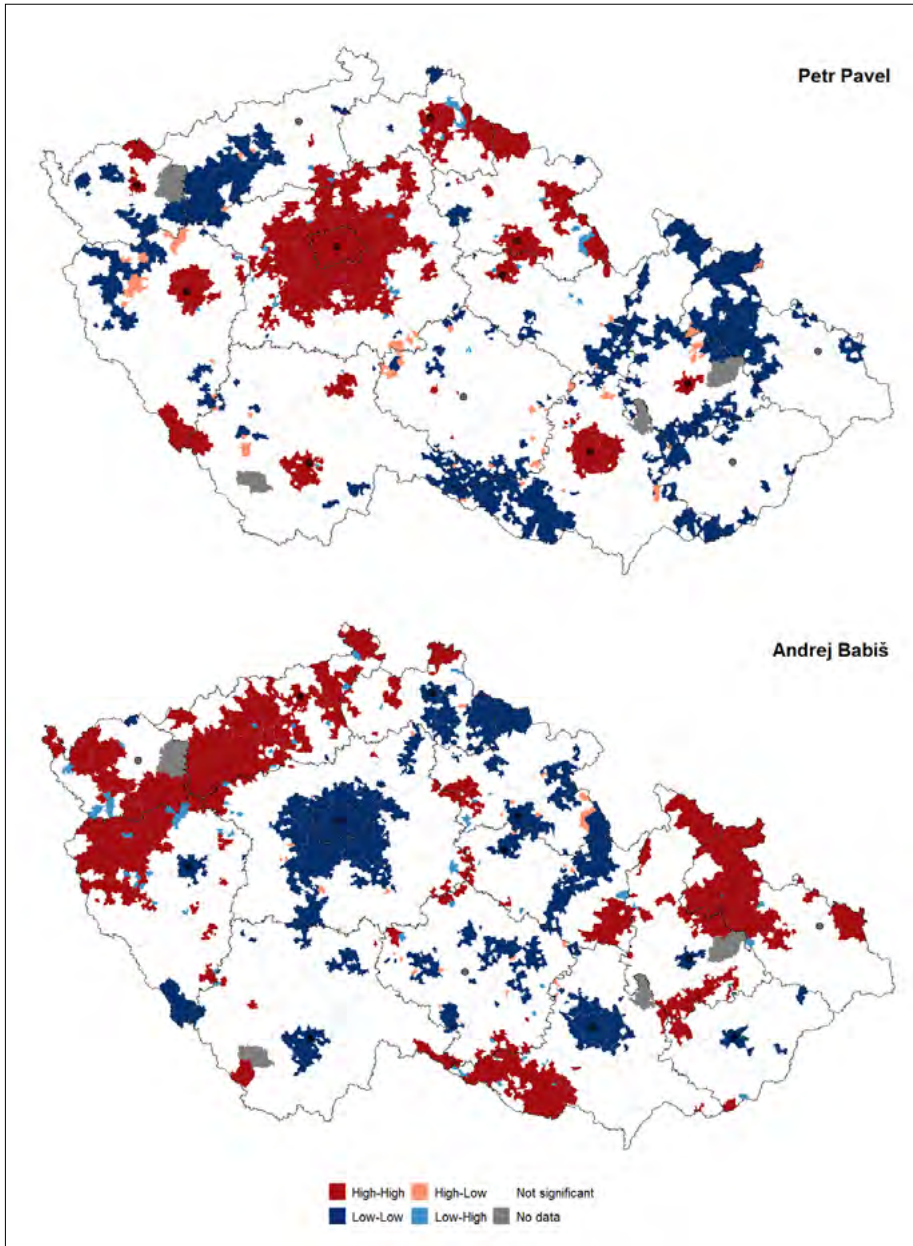 Petr Pavel
Andrej Babiš
High-High High-Low Not significant
Low-Low Low-High No data